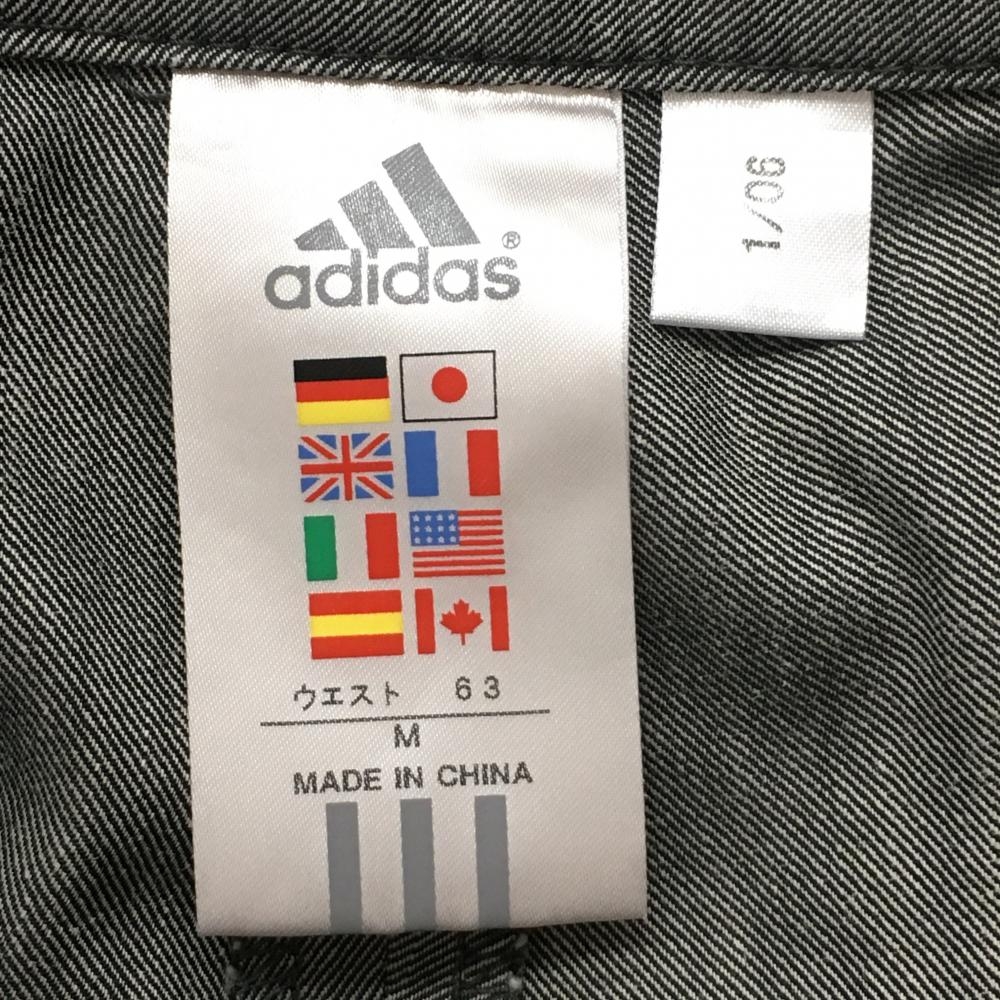 adidas®
ウエスト 63
M
MADE IN CHINA
1/06